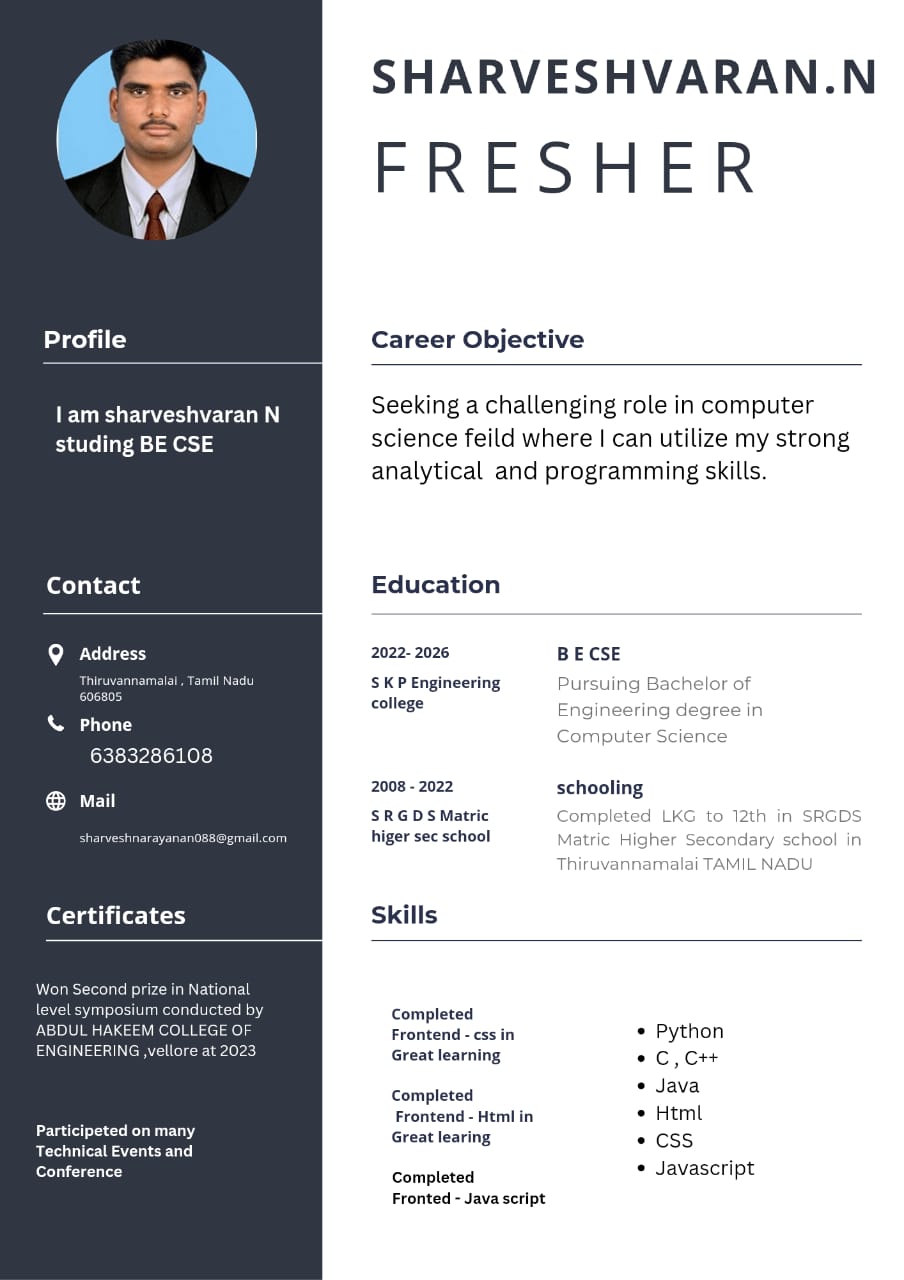 SHARVESHVARAN.N
FRESHER
Profile
I am sharveshvaran N
studing BE CSE
Contact
Address
Thiruvannamalai , Tamil Nadu
606805
Phone
6383286108
Mail
sharveshnarayanan088@gmail.com
Certificates
Won Second prize in National
level symposium conducted by
ABDUL HAKEEM COLLEGE OF
ENGINEERING ,vellore at 2023
Participeted on many
Technical Events and
Conference
Career Objective
Seeking a challenging role in computer
science feild where I can utilize my strong
analytical  and programming skills.
Education
2022- 2026
S K P Engineering
college
B E CSE
Pursuing Bachelor of
Engineering degree in
Computer Science
2008 - 2022
S R G D S Matric
higer sec school
schooling
Completed LKG to 12th in SRGDS
Matric Higher Secondary school in
Thiruvannamalai TAMIL NADU
Skills
Completed
Frontend - css in
Great learning
Completed
Frontend - Html in
Great learing
Completed
Fronted - Java script
• Python
• C , C++
• Java
• Html
• CSS
• Javascript